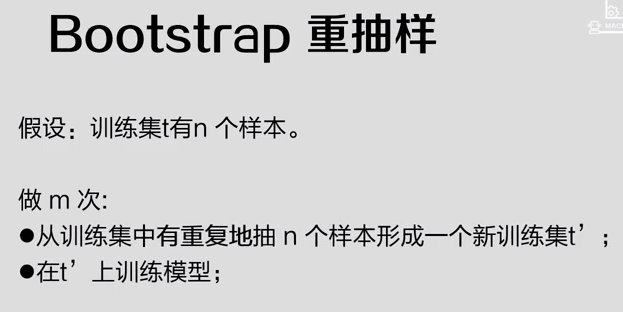 Bootstrap 重抽样
假设：训练集t有n 个样本。
做 m 次:
●从训练集中有重复地抽 n 个样本形成一个新训练集t’；
●在t’上训练模型；